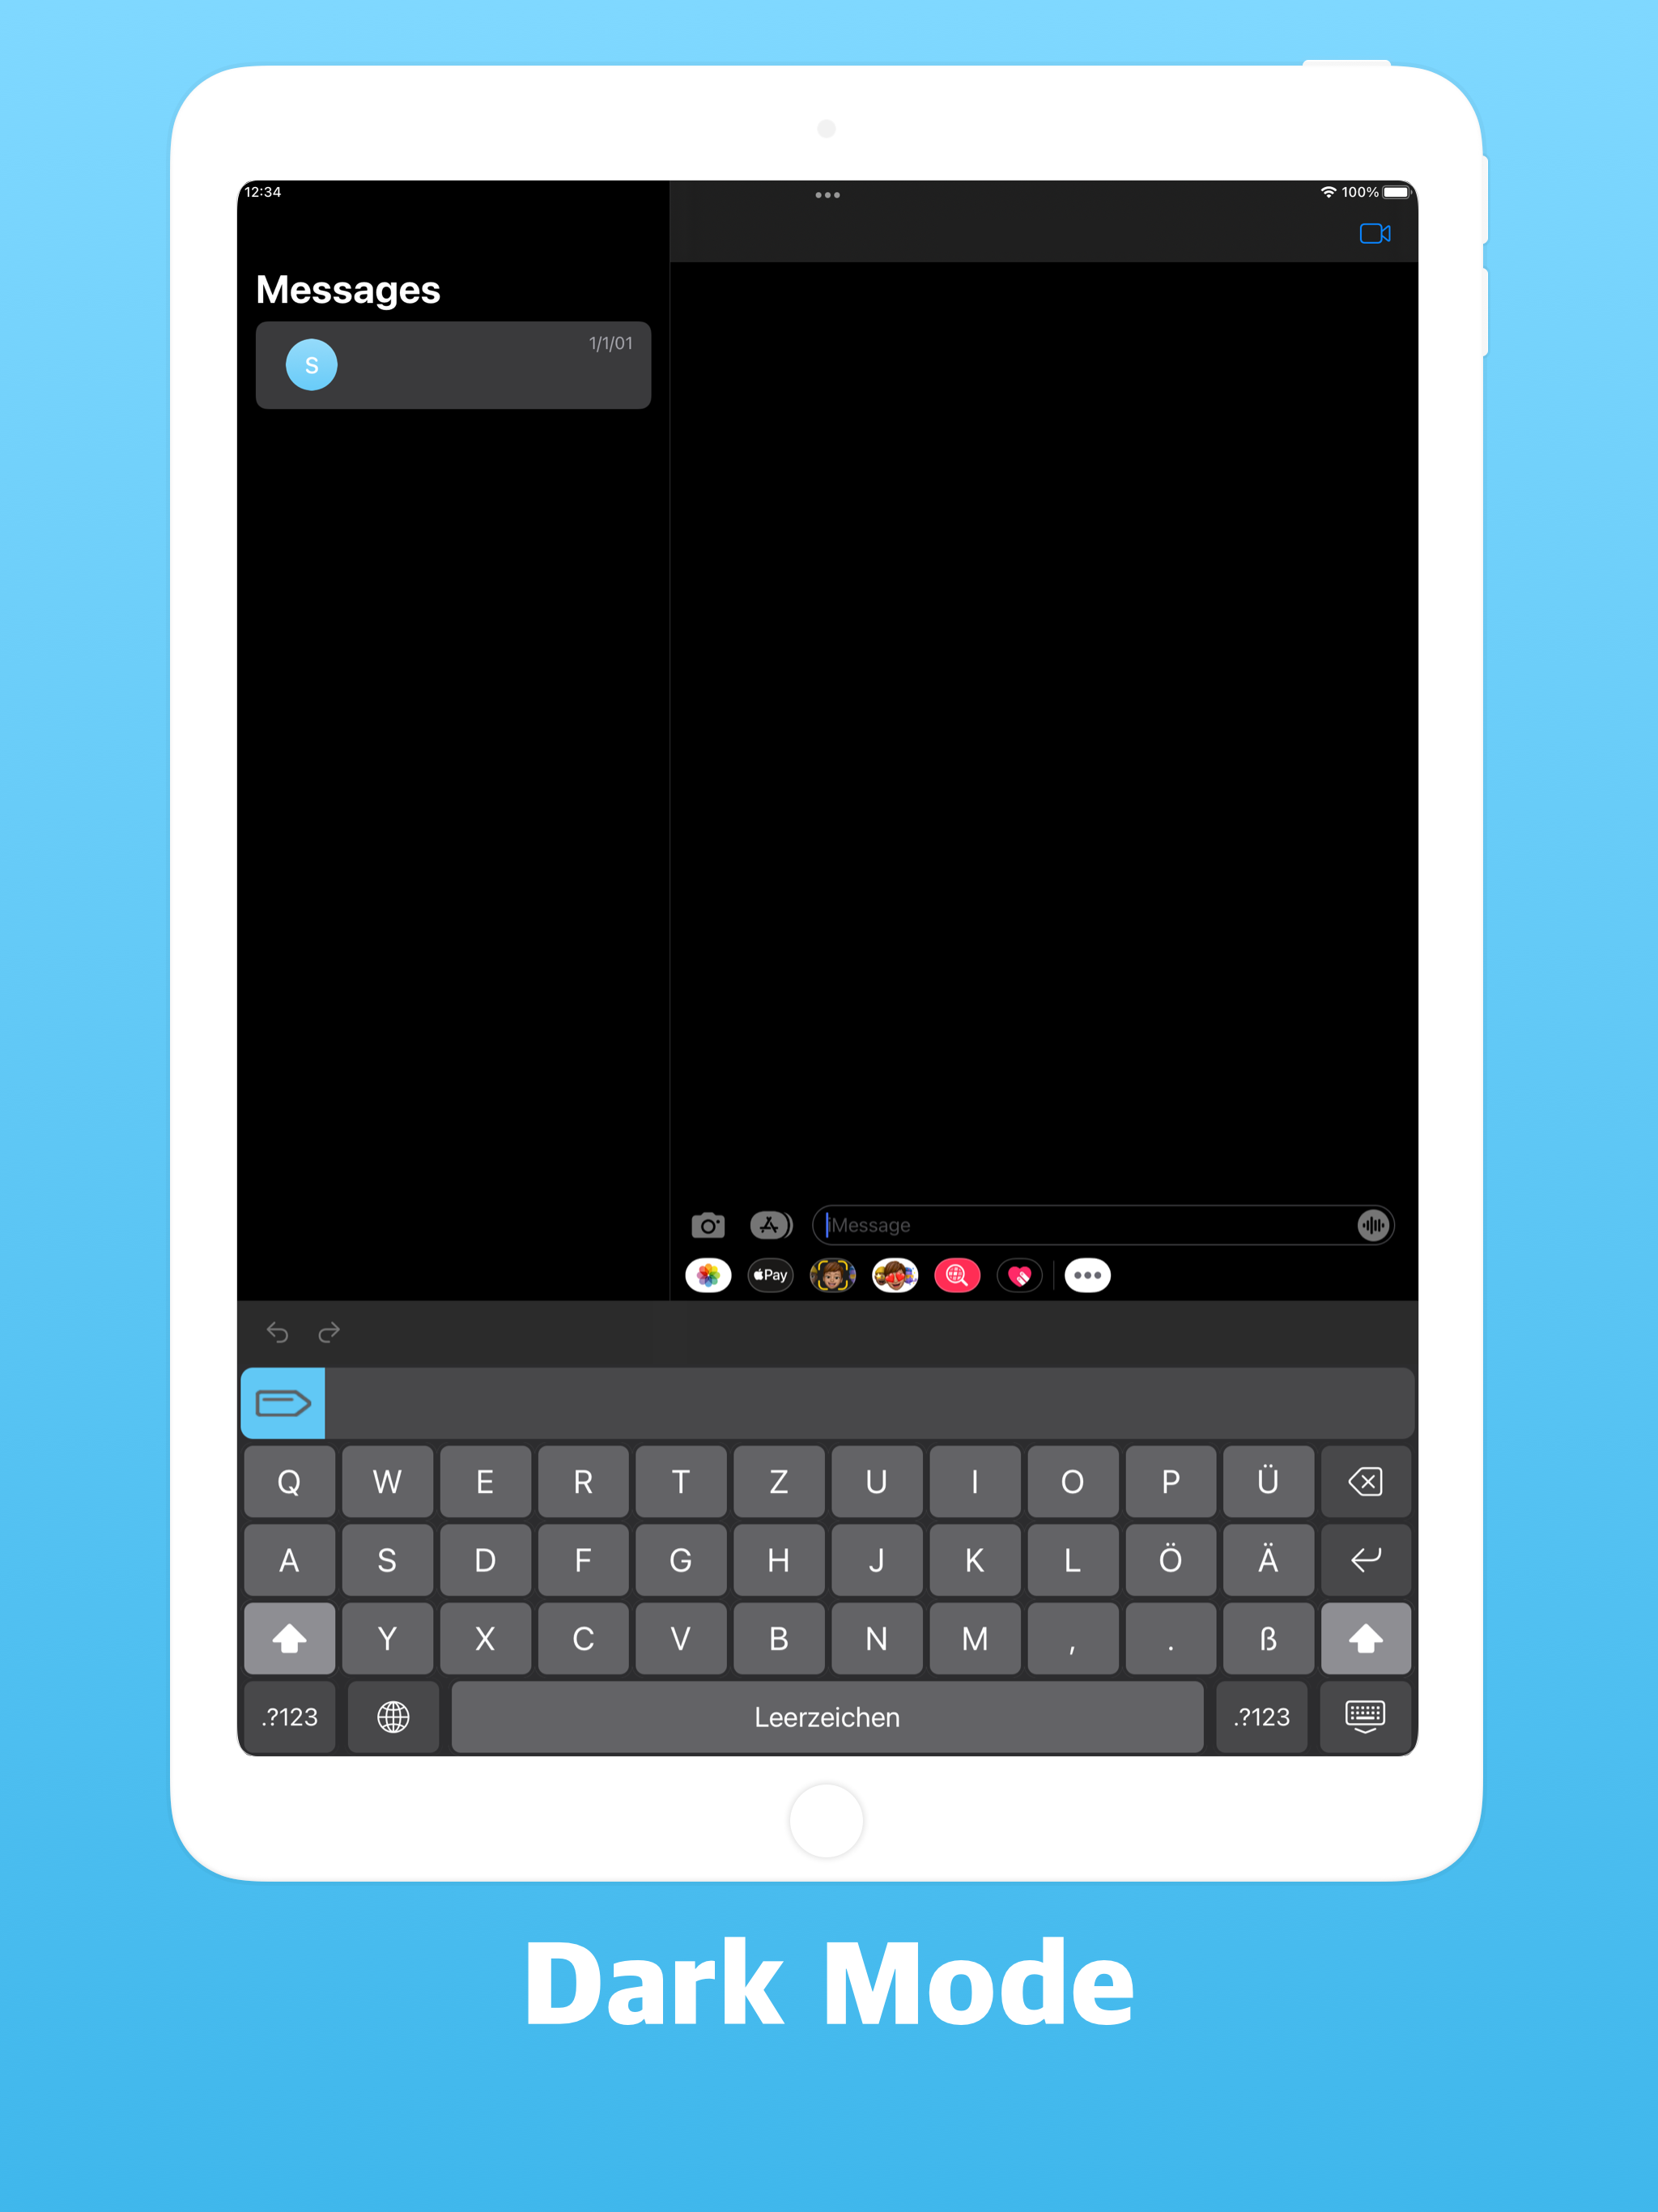 12:34
100%
Messages
S
1/1/01
iMessage
Pay
Q W E R T Z U I O P Ü
A S D F G H J K L Ö Ä
Y X C V B N M , . ß
.?123 Leerzeichen .?123
Dark Mode